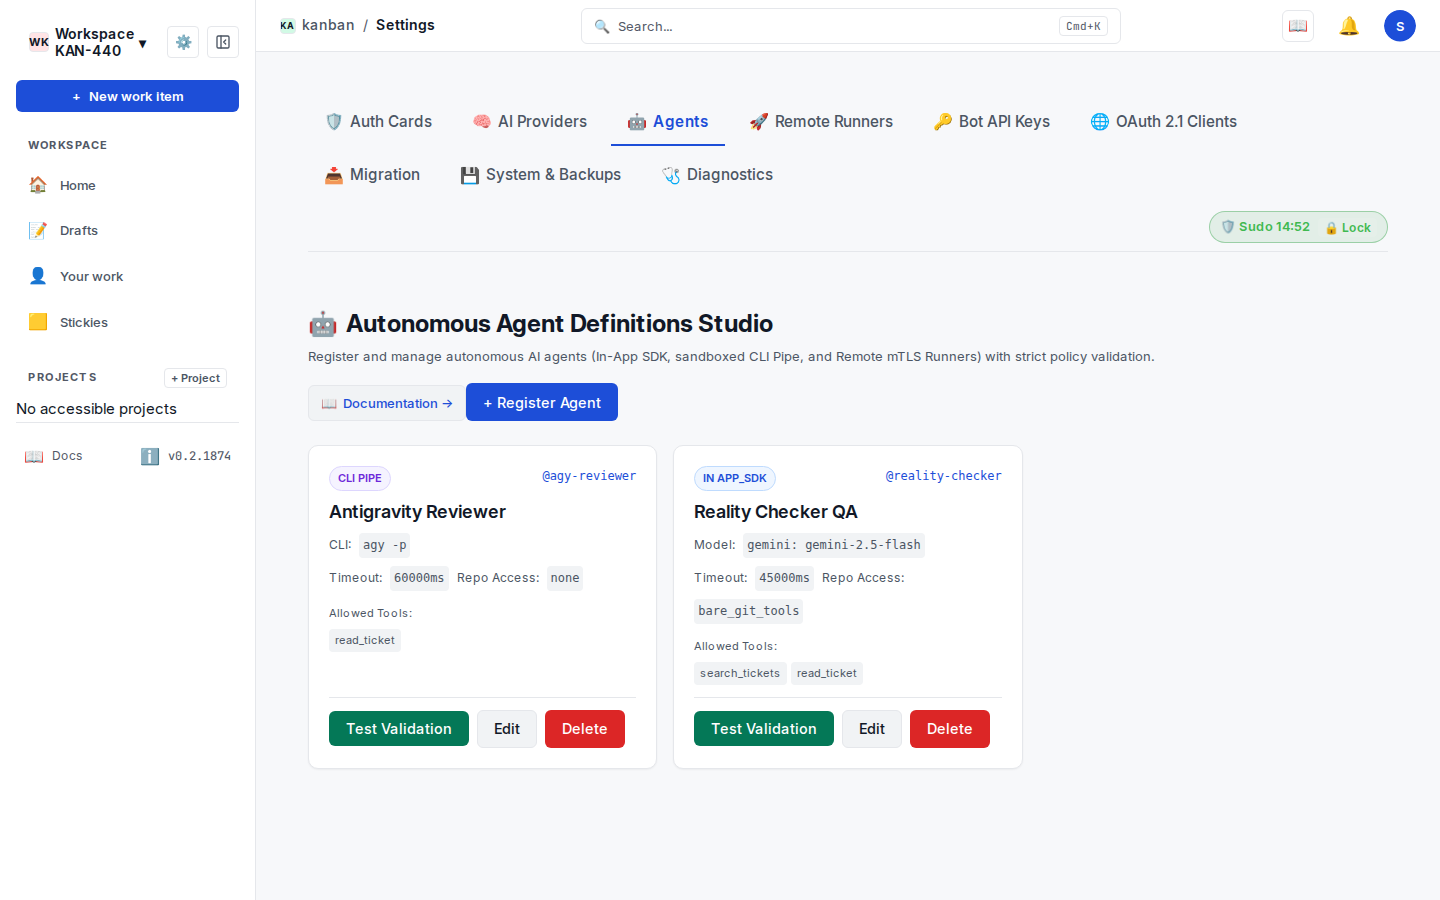 WK Workspace KAN-440 ▾
+ New work item
WORKSPACE
Home
Drafts
Your work
Stickies
PROJECTS + Project
No accessible projects
Docs v0.2.1874
KA kanban / Settings
Search... Cmd+K
S
Auth Cards AI Providers Agents Remote Runners Bot API Keys OAuth 2.1 Clients
Migration System & Backups Diagnostics
Sudo 14:52 Lock
Autonomous Agent Definitions Studio
Register and manage autonomous AI agents (In-App SDK, sandboxed CLI Pipe, and Remote mTLS Runners) with strict policy validation.
Documentation → + Register Agent
CLI PIPE @agy-reviewer
Antigravity Reviewer
CLI: agy -p
Timeout: 60000ms Repo Access: none
Allowed Tools:
read_ticket
Test Validation Edit Delete
IN APP_SDK @reality-checker
Reality Checker QA
Model: gemini: gemini-2.5-flash
Timeout: 45000ms Repo Access:
bare_git_tools
Allowed Tools:
search_tickets read_ticket
Test Validation Edit Delete